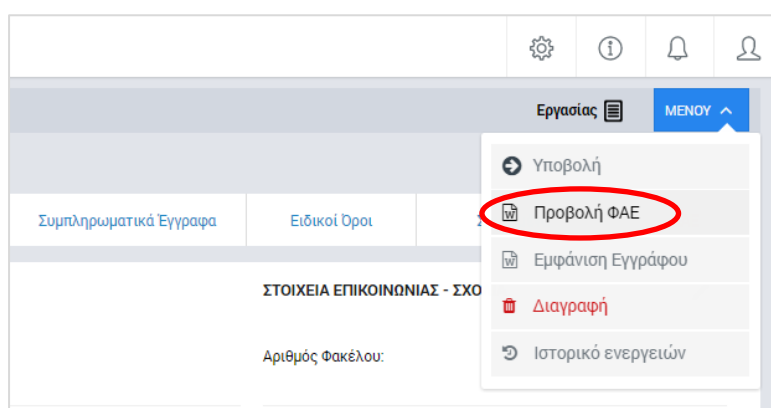 Εργασίας ΜΕΝΟΥ
Υποβολή
Προβολή ΦΑΕ
Εμφάνιση Εγγράφου
Διαγραφή
Ιστορικό ενεργειών
Συμπληρωματικά Έγγραφα Ειδικοί Όροι
ΣΤΟΙΧΕΙΑ ΕΠΙΚΟΙΝΩΝΙΑΣ - ΣΧΟ
Αριθμός Φακέλου: